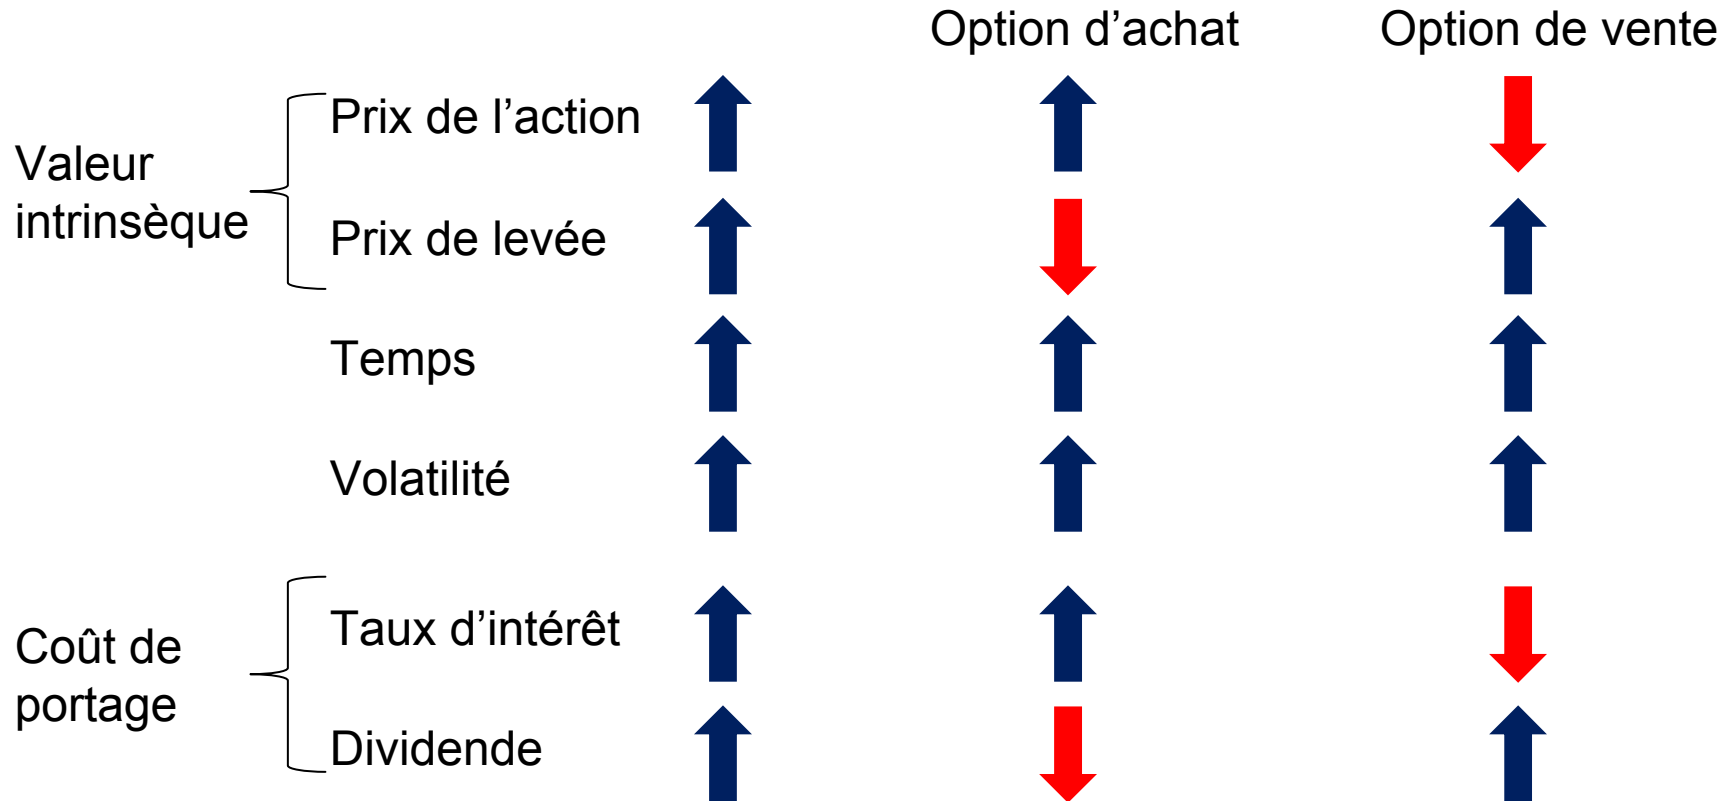 Option d’achat
Option de vente
Valeur
intrinsèque
Prix de l’action
Prix de levée
Temps
Volatilité
Coût de
portage
Taux d’intérêt
Dividende